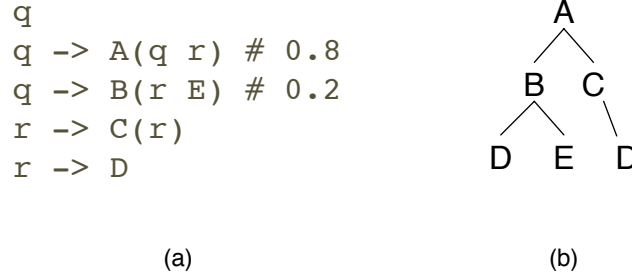 q
q -> A(q r) # 0.8
q -> B(r E) # 0.2
r -> C(r)
r -> D
(a)
A
B C
D E D
(b)